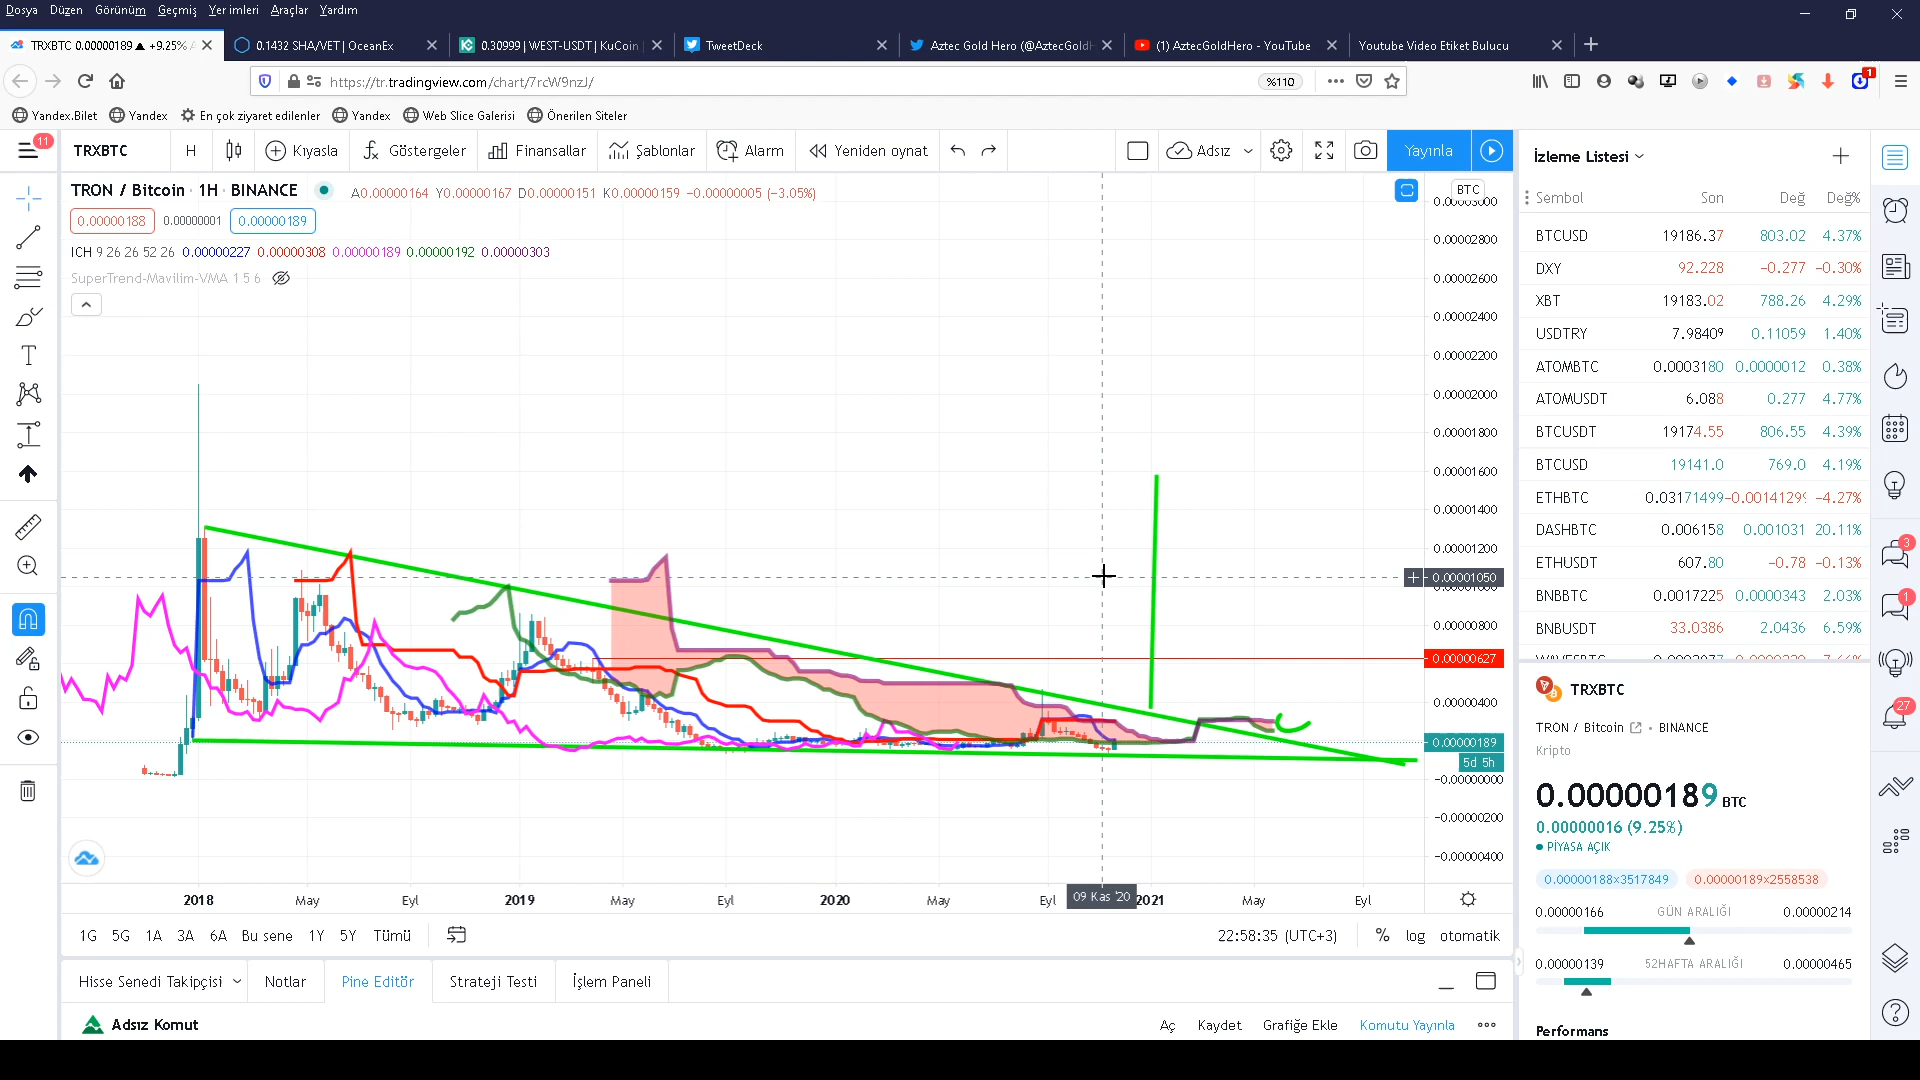 Dosya Düzen Görünüm Geçmiş Yer imleri Araçlar Yardım
TRXBTC 0.00000189 ▲ +9.25%
0.1432 SHA/VET | OceanEx
0.30999 | WEST-USDT | KuCoin
TweetDeck
Aztec Gold Hero (@AztecGoldH
(1) AztecGoldHero - YouTube
Youtube Video Etiket Bulucu
https://tr.tradingview.com/chart/7rcW9nzJ/
%110
1
Yandex.Bilet Yandex En çok ziyaret edilenler Yandex Web Slice Galerisi Önerilen Siteler
11
TRXBTC H Kıyasla Göstergeler Finansallar Şablonlar Alarm Yeniden oynat Adsız Yayınla
TRON / Bitcoin · 1H · BINANCE A0.00000164 Y0.00000167 D0.00000151 K0.00000159 −0.00000005 (−3.05%)
0.00000188 0.00000001 0.00000189
ICH 9 26 26 52 26 0.00000227 0.00000308 0.00000189 0.00000192 0.00000303
SuperTrend-Mavilim-VMA 1 5 6
BTC
0.00003000
0.00002800
0.00002600
0.00002400
0.00002200
0.00002000
0.00001800
0.00001600
0.00001400
0.00001200
0.00001050
0.00001000
0.00000800
0.00000627
0.00000400
0.00000189
5d 5h
−0.00000000
−0.00000200
−0.00000400
2018 May Eyl 2019 May Eyl 2020 May Eyl 09 Kas '20 2021 May Eyl
1G 5G 1A 3A 6A Bu sene 1Y 5Y Tümü
22:58:35 (UTC+3) % log otomatik
Hisse Senedi Takipçisi Notlar Pine Editör Strateji Testi İşlem Paneli
Adsız Komut
Aç Kaydet Grafiğe Ekle Komutu Yayınla
İzleme Listesi
Sembol Son Değ Değ%
BTCUSD 19186.37 803.02 4.37%
DXY 92.228 −0.277 −0.30%
XBT 19183.02 788.26 4.29%
USDTRY 7.98409 0.11059 1.40%
ATOMBTC 0.0003180 0.0000012 0.38%
ATOMUSDT 6.088 0.277 4.77%
BTCUSDT 19174.55 806.55 4.39%
BTCUSD 19141.0 769.0 4.19%
ETHBTC 0.03171499 −0.00141299 −4.27%
DASHBTC 0.006158 0.001031 20.11%
ETHUSDT 607.80 −0.78 −0.13%
BNBBTC 0.0017225 0.0000343 2.03%
BNBUSDT 33.0386 2.0436 6.59%
TRXBTC
TRON / Bitcoin • BINANCE
Kripto
0.00000189 BTC
0.00000016 (9.25%)
PİYASA AÇIK
0.00000188×3517849 0.00000189×2558538
0.00000166 GÜN ARALIĞI 0.00000214
0.00000139 52HAFTA ARALIĞI 0.00000465
Performans
3
1
27